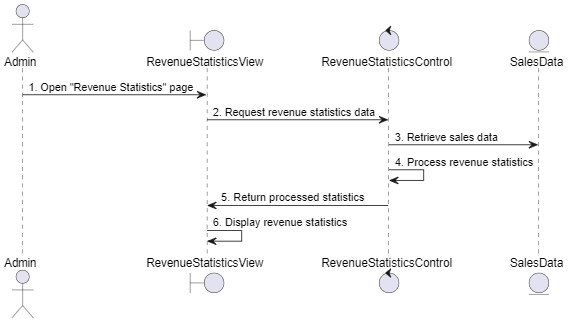 Admin
RevenueStatisticsView
RevenueStatisticsControl
SalesData
1. Open "Revenue Statistics" page
2. Request revenue statistics data
3. Retrieve sales data
4. Process revenue statistics
5. Return processed statistics
6. Display revenue statistics
Admin
RevenueStatisticsView
RevenueStatisticsControl
SalesData